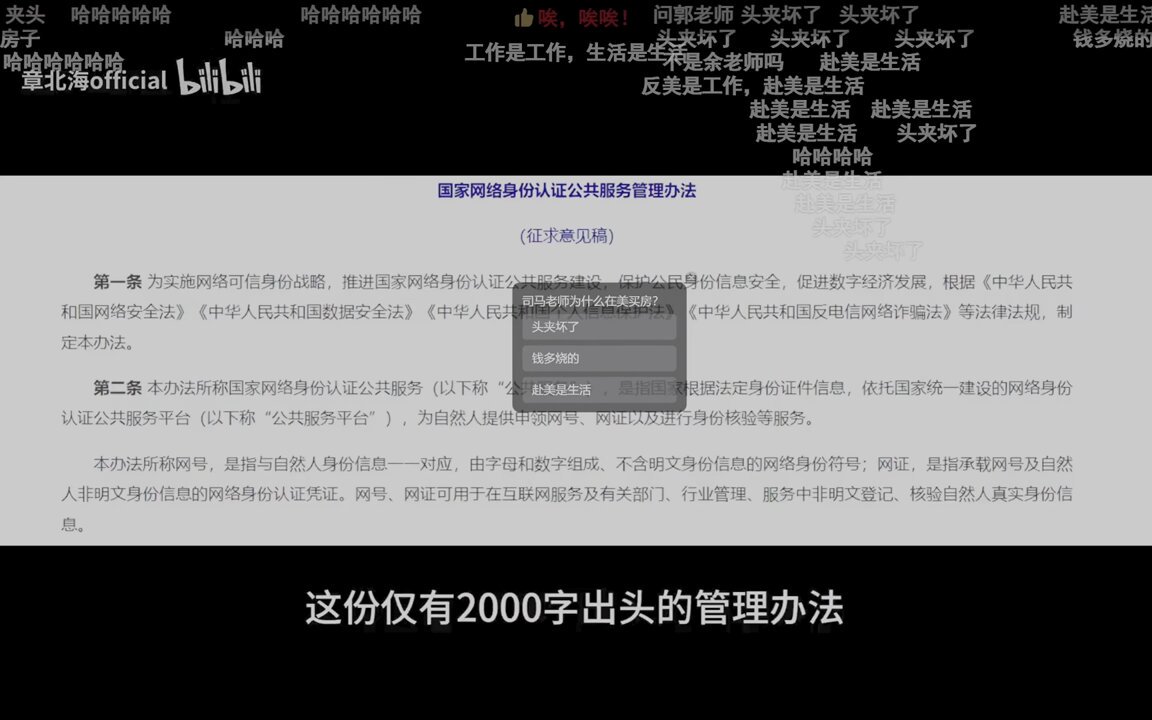 夹头 哈哈哈哈哈 哈哈哈哈哈哈 唉，唉唉！ 问郭老师 头夹坏了 头夹坏了 赴美是生活
房子 哈哈哈 头夹坏了 头夹坏了 头夹坏了 钱多烧的
工作是工作，生活是生活
哈哈哈哈哈哈 不是余老师吗 赴美是生活
章北海official bilibili
反美是工作，赴美是生活
赴美是生活 赴美是生活
赴美是生活 头夹坏了
哈哈哈哈
赴美是生活
赴美是生活
头夹坏了
头夹坏了
国家网络身份认证公共服务管理办法
（征求意见稿）
第一条 为实施网络可信身份战略，推进国家网络身份认证公共服务建设，保护公民身份信息安全，促进数字经济发展，根据《中华人民共
和国网络安全法》《中华人民共和国数据安全法》《中华人民共和国个人信息保护法》《中华人民共和国反电信网络诈骗法》等法律法规，制
定本办法。
第二条 本办法所称国家网络身份认证公共服务（以下称“公共 ，是指国家根据法定身份证件信息，依托国家统一建设的网络身份
认证公共服务平台（以下称“公共服务平台”），为自然人提供申领网号、网证以及进行身份核验等服务。
本办法所称网号，是指与自然人身份信息一一对应，由字母和数字组成、不含明文身份信息的网络身份符号；网证，是指承载网号及自然
人非明文身份信息的网络身份认证凭证。网号、网证可用于在互联网服务及有关部门、行业管理、服务中非明文登记、核验自然人真实身份信
息。
司马老师为什么在美买房?
头夹坏了
钱多烧的
赴美是生活
这份仅有2000字出头的管理办法